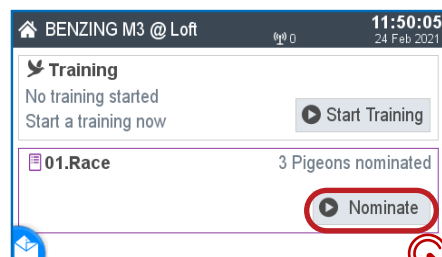 BENZING M3 @ Loft
0
11:50:05
24 Feb 2021
Training
No training started
Start a training now
Start Training
01.Race
3 Pigeons nominated
Nominate